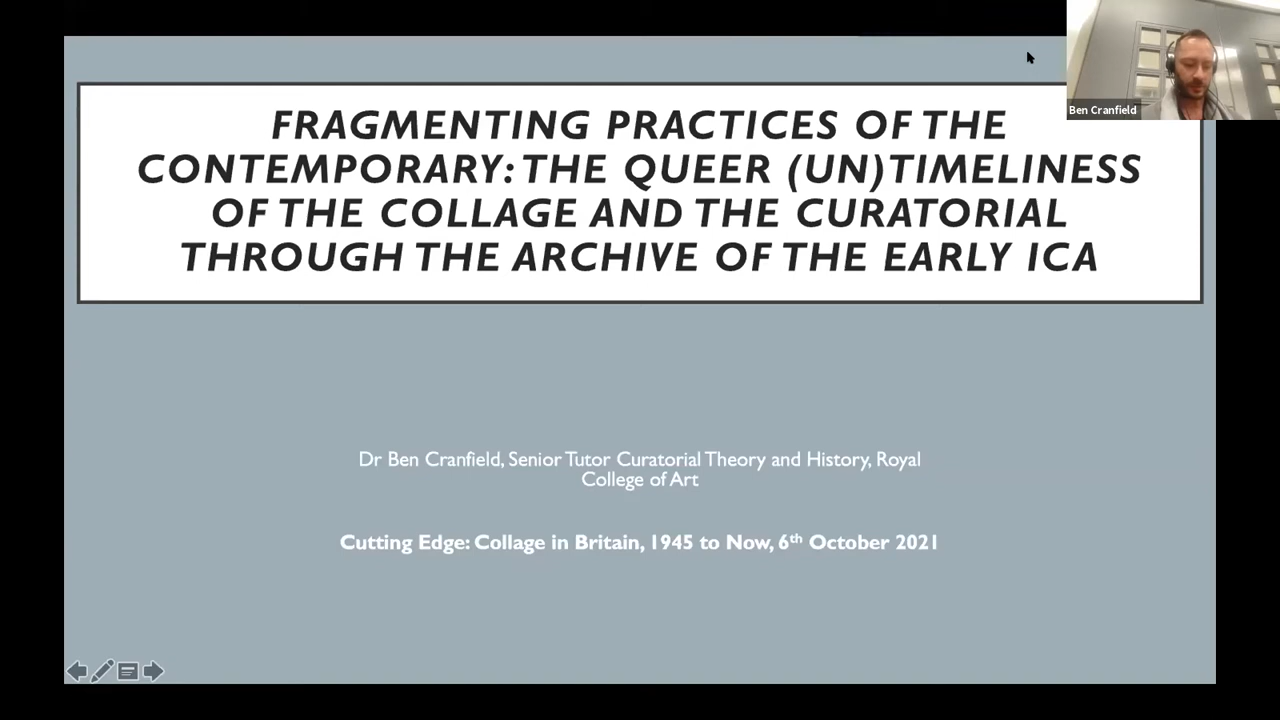 FRAGMENTING PRACTICES OF THE
CONTEMPORARY: THE QUEER (UN)TIMELINESS
OF THE COLLAGE AND THE CURATORIAL
THROUGH THE ARCHIVE OF THE EARLY ICA
Ben Cranfield
Dr Ben Cranfield, Senior Tutor Curatorial Theory and History, Royal
College of Art
Cutting Edge: Collage in Britain, 1945 to Now, 6th October 2021